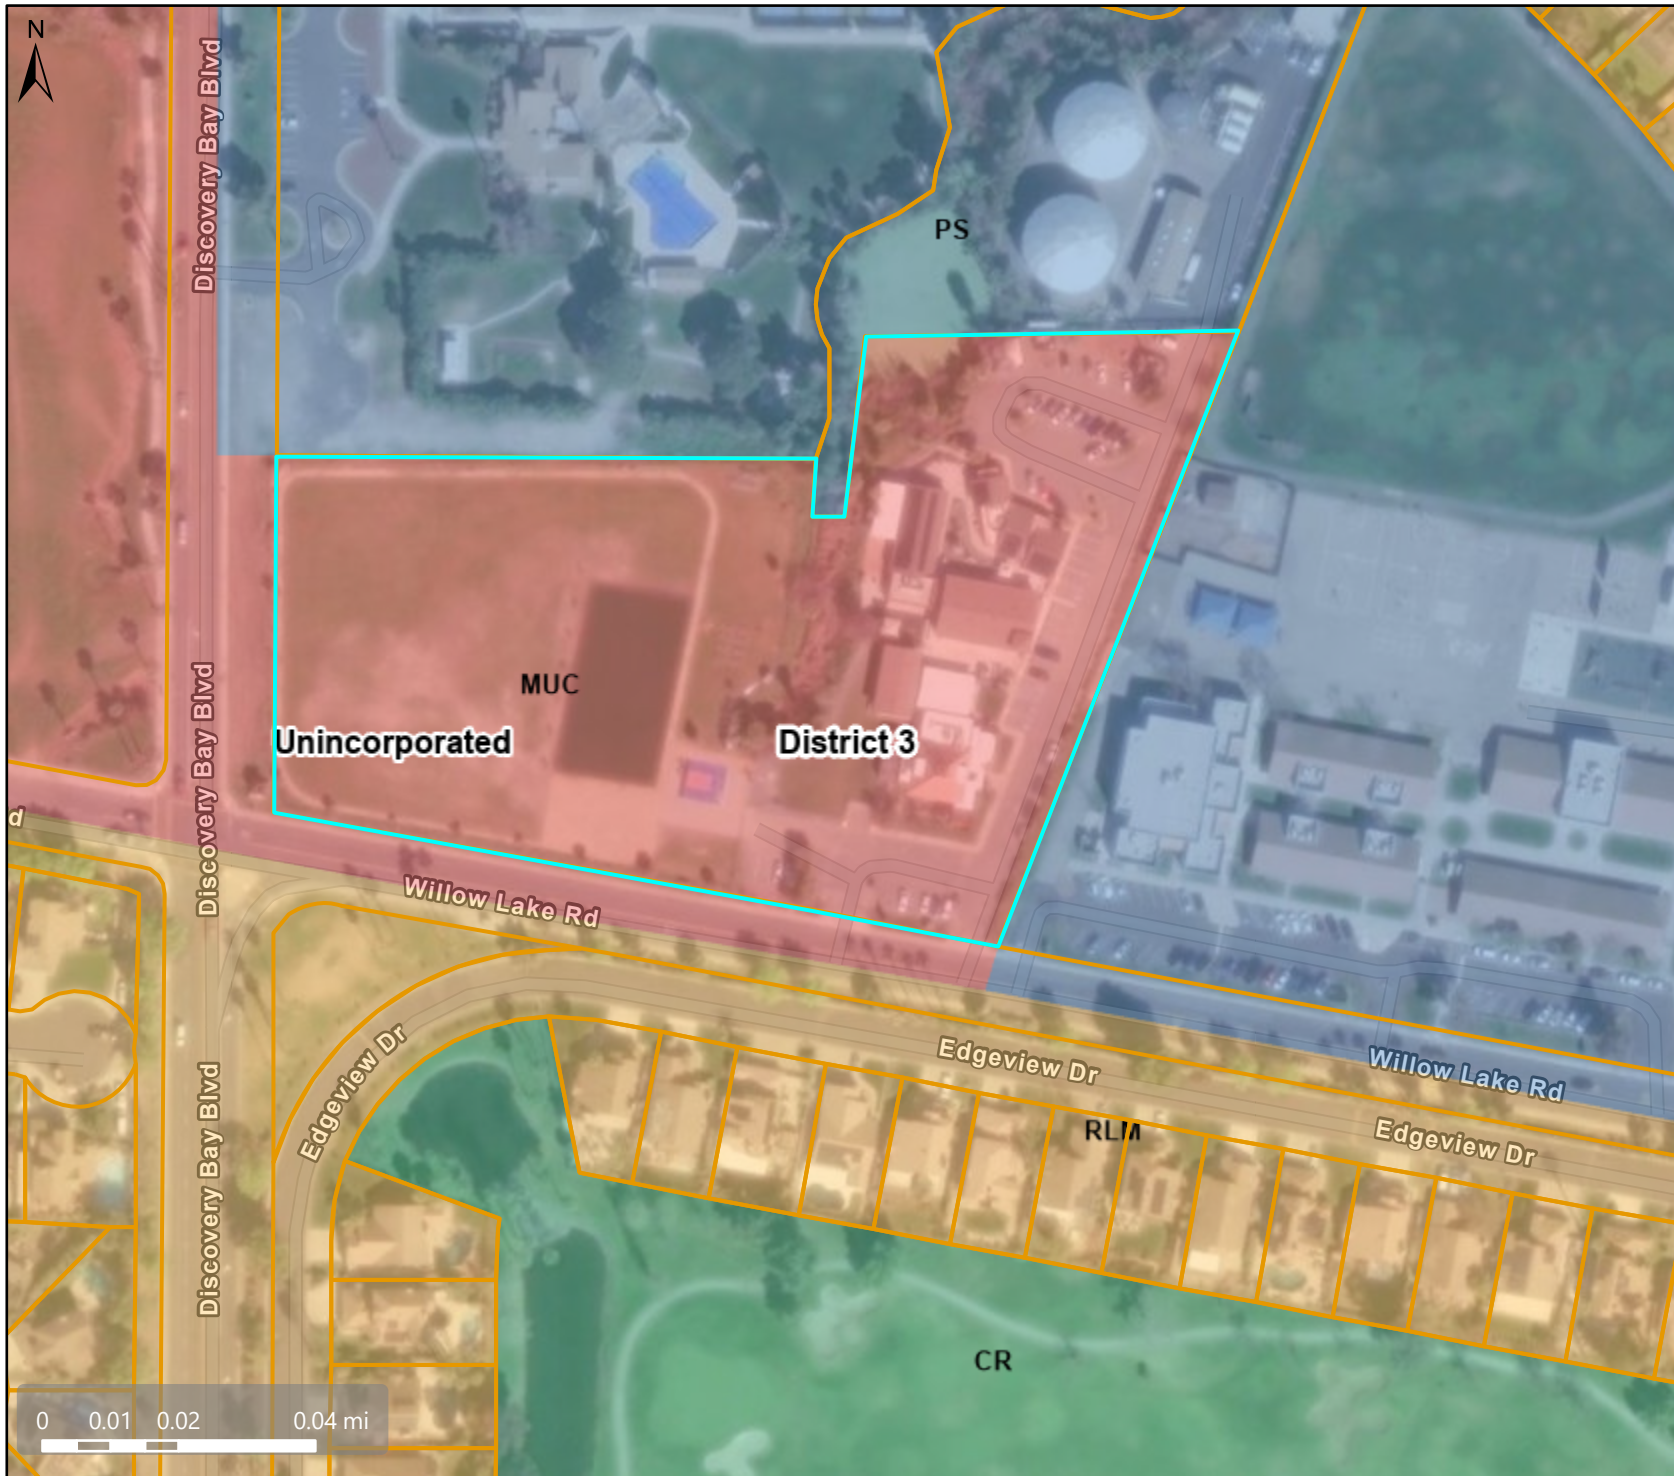 N
Discovery Bay Blvd
PS
MUC
Unincorporated
District 3
Discovery Bay Blvd
d
Willow Lake Rd
Edgeview Dr
Willow Lake Rd
Edgeview Dr
RLM
Edgeview Dr
Discovery Bay Blvd
CR
0 0.01 0.02 0.04 mi